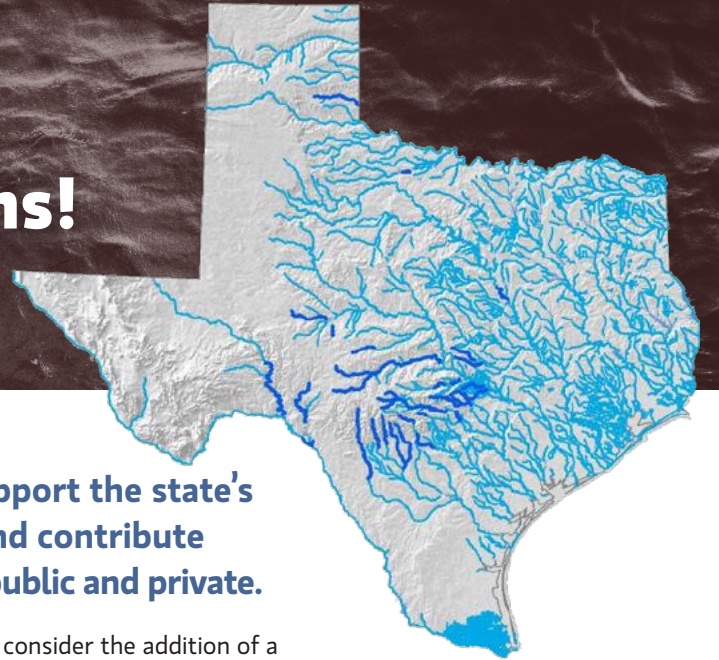 ns!
pport the state's
nd contribute
public and private.
consider the addition of a